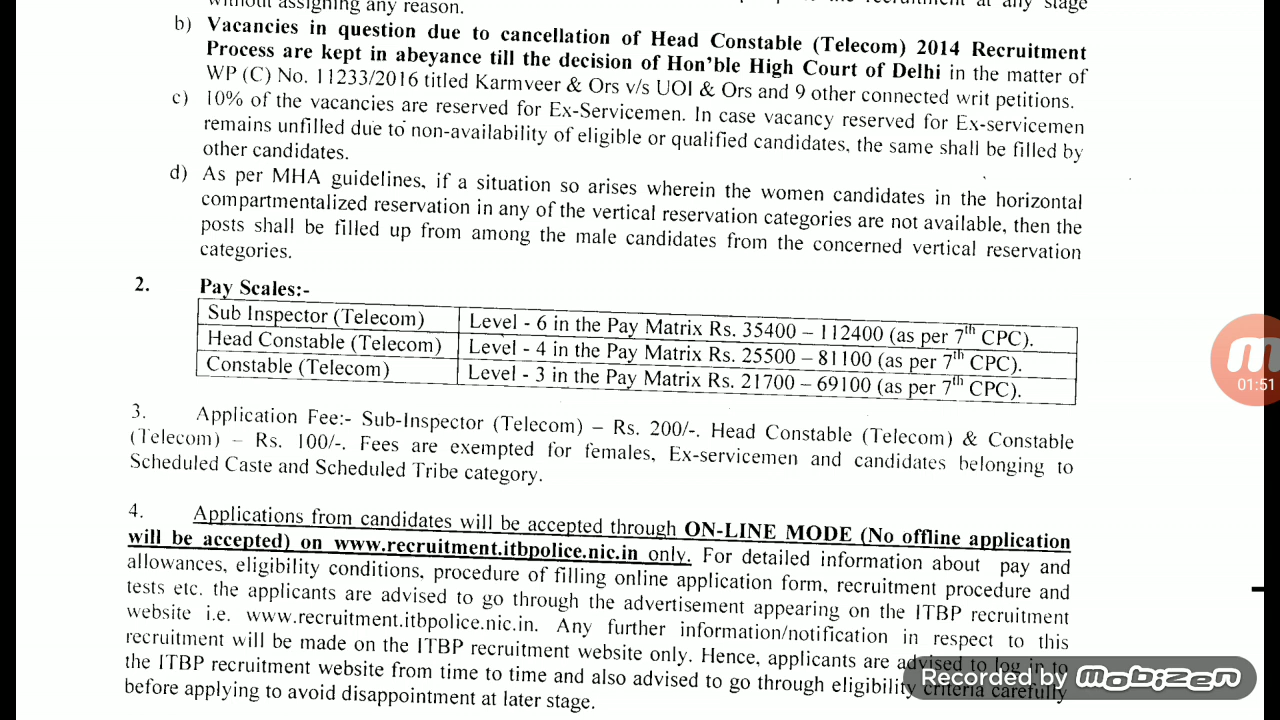 without assigning any reason. the recruitment at any stage
b) Vacancies in question due to cancellation of Head Constable (Telecom) 2014 Recruitment
Process are kept in abeyance till the decision of Hon'ble High Court of Delhi in the matter of
WP (C) No. 11233/2016 titled Karmveer & Ors v/s UOI & Ors and 9 other connected writ petitions.
c) 10% of the vacancies are reserved for Ex-Servicemen. In case vacancy reserved for Ex-servicemen
remains unfilled due to non-availability of eligible or qualified candidates, the same shall be filled by
other candidates.
d) As per MHA guidelines, if a situation so arises wherein the women candidates in the horizontal
compartmentalized reservation in any of the vertical reservation categories are not available, then the
posts shall be filled up from among the male candidates from the concerned vertical reservation
categories.
2. Pay Scales:-
Sub Inspector (Telecom) Level - 6 in the Pay Matrix Rs. 35400 – 112400 (as per 7th CPC).
Head Constable (Telecom) Level - 4 in the Pay Matrix Rs. 25500 – 81100 (as per 7th CPC).
Constable (Telecom) Level - 3 in the Pay Matrix Rs. 21700 – 69100 (as per 7th CPC).
3. Application Fee:- Sub-Inspector (Telecom) – Rs. 200/-. Head Constable (Telecom) & Constable
(Telecom) – Rs. 100/-. Fees are exempted for females, Ex-servicemen and candidates belonging to
Scheduled Caste and Scheduled Tribe category.
4. Applications from candidates will be accepted through ON-LINE MODE (No offline application
will be accepted) on www.recruitment.itbpolice.nic.in only. For detailed information about pay and
allowances, eligibility conditions, procedure of filling online application form, recruitment procedure and
tests etc. the applicants are advised to go through the advertisement appearing on the ITBP recruitment
website i.e. www.recruitment.itbpolice.nic.in. Any further information/notification in respect to this
recruitment will be made on the ITBP recruitment website only. Hence, applicants are advised to log in to
the ITBP recruitment website from time to time and also advised to go through eligibility criteria carefully
before applying to avoid disappointment at later stage.
01:51
Recorded by mobizen